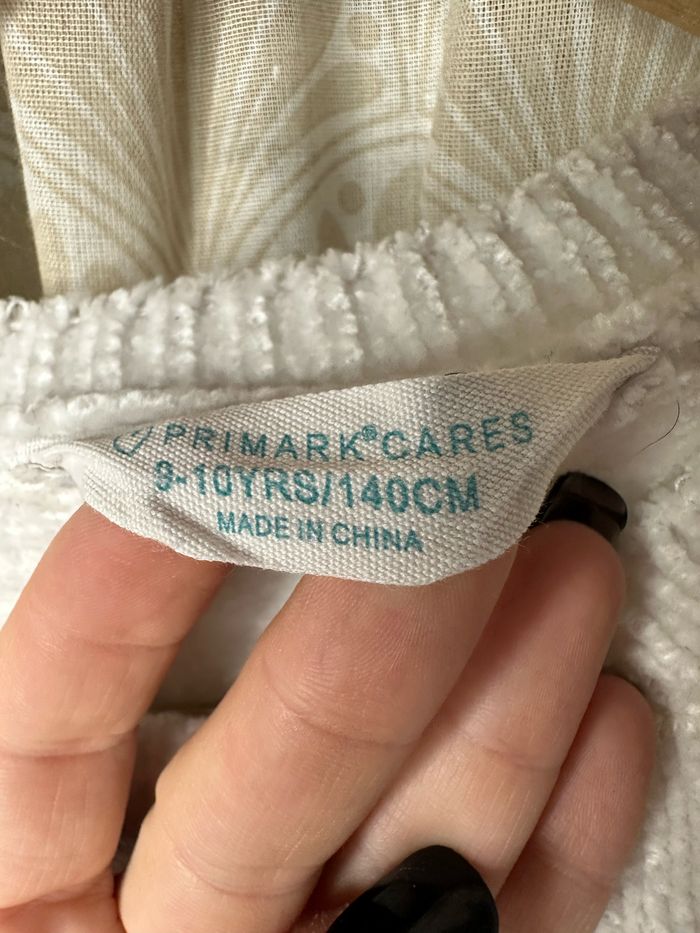 PRIMARK® CARES
9-10YRS/140CM
MADE IN CHINA